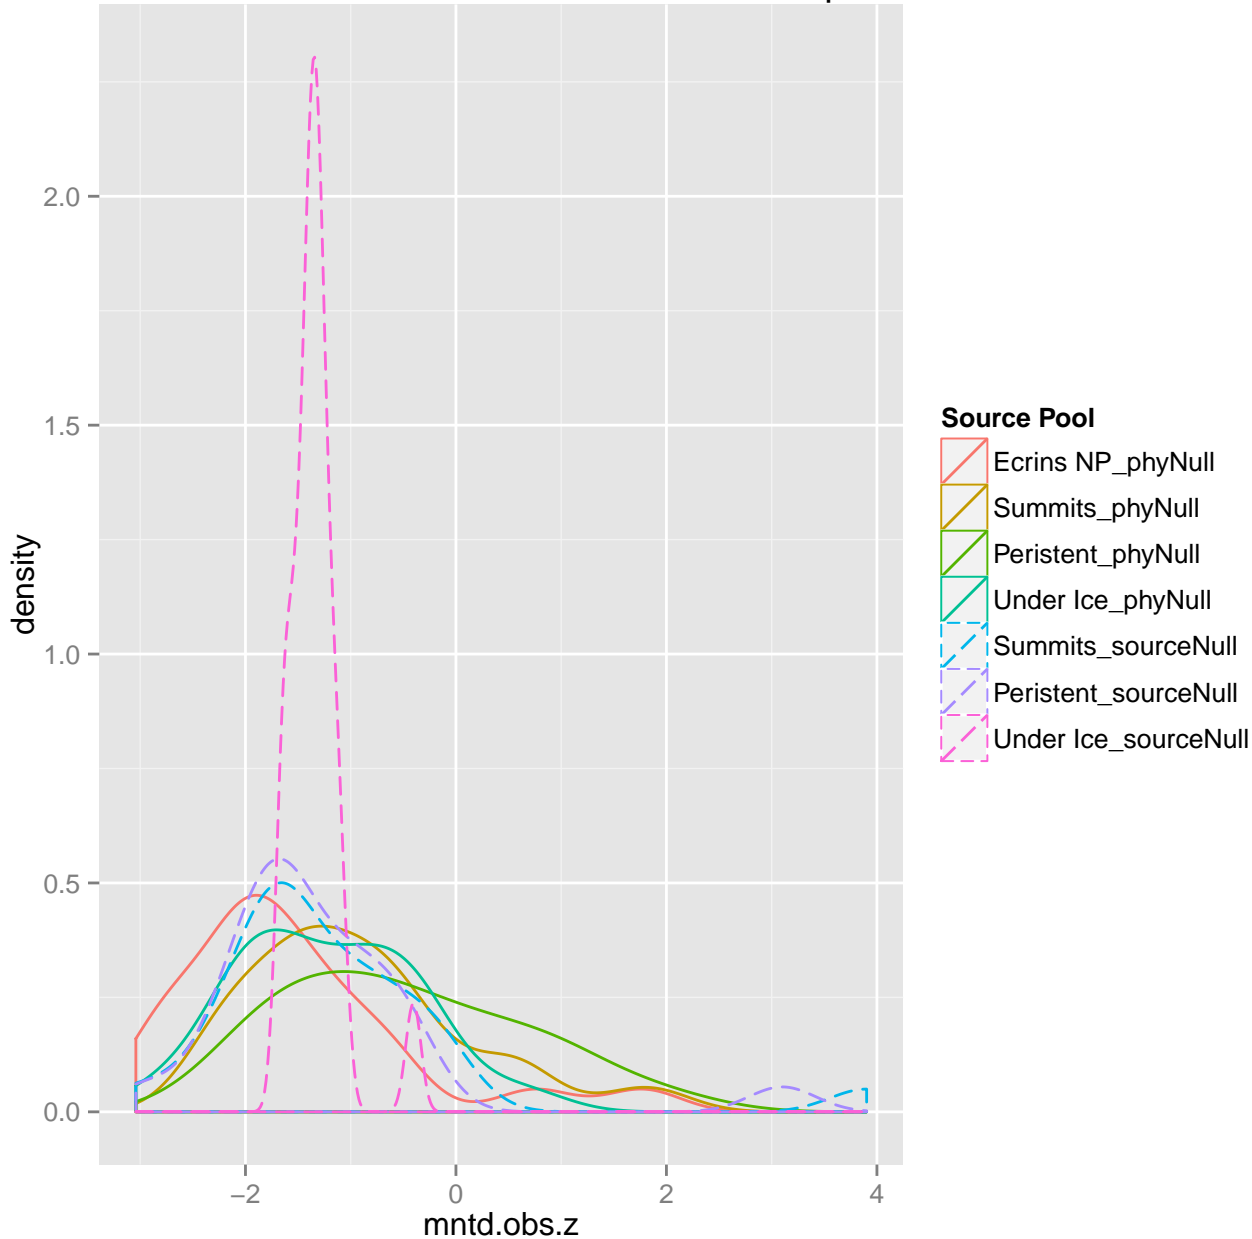 2.0
1.5
1.0
0.5
0.0
density
−2
0
2
4
mntd.obs.z
Source Pool
Ecrins NP_phyNull
Summits_phyNull
Peristent_phyNull
Under Ice_phyNull
Summits_sourceNull
Peristent_sourceNull
Under Ice_sourceNull